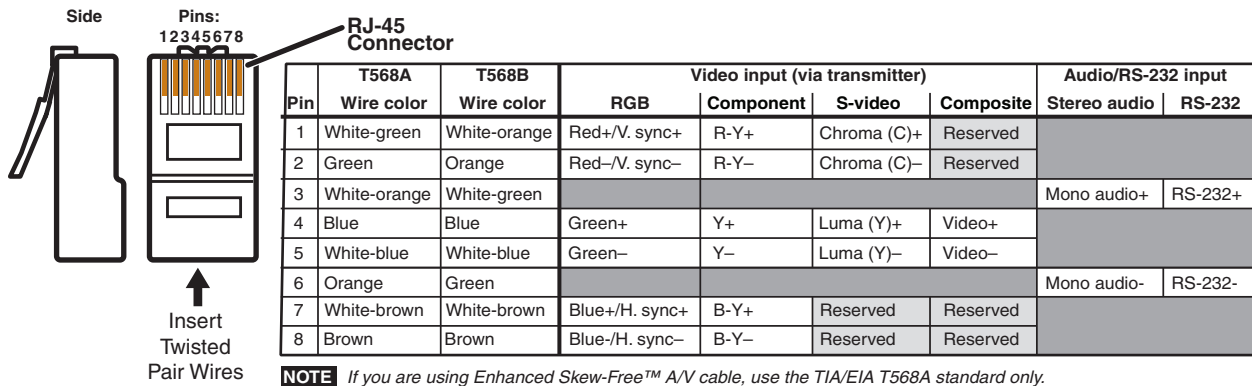 Side
Pins:
12345678
RJ-45
Connector
Insert
Twisted
Pair Wires
T568A T568B Video input (via transmitter) Audio/RS-232 input
Pin Wire color Wire color RGB Component S-video Composite Stereo audio RS-232
1 White-green White-orange Red+/V. sync+ R-Y+ Chroma (C)+ Reserved
2 Green Orange Red–/V. sync– R-Y– Chroma (C)– Reserved
3 White-orange White-green Mono audio+ RS-232+
4 Blue Blue Green+ Y+ Luma (Y)+ Video+
5 White-blue White-blue Green– Y– Luma (Y)– Video–
6 Orange Green Mono audio- RS-232-
7 White-brown White-brown Blue+/H. sync+ B-Y+ Reserved Reserved
8 Brown Brown Blue-/H. sync– B-Y– Reserved Reserved
NOTE If you are using Enhanced Skew-Free™ A/V cable, use the TIA/EIA T568A standard only.